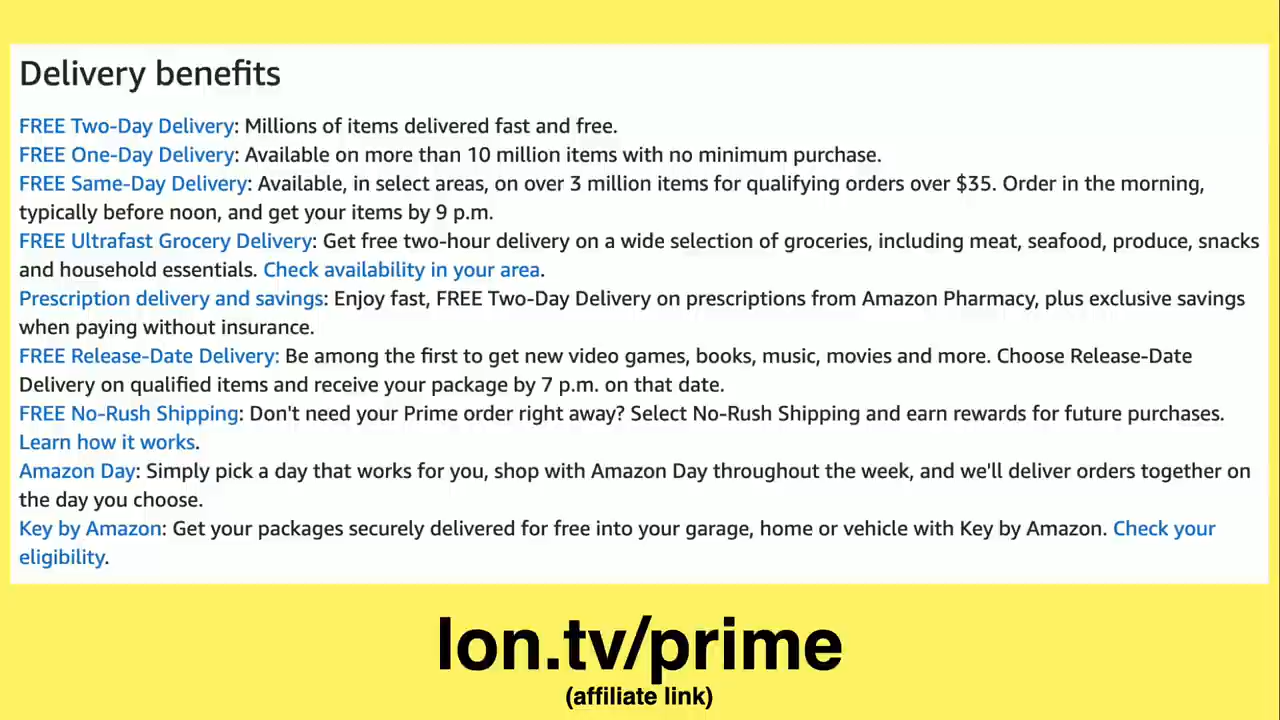 Delivery benefits
FREE Two-Day Delivery: Millions of items delivered fast and free.
FREE One-Day Delivery: Available on more than 10 million items with no minimum purchase.
FREE Same-Day Delivery: Available, in select areas, on over 3 million items for qualifying orders over $35. Order in the morning,
typically before noon, and get your items by 9 p.m.
FREE Ultrafast Grocery Delivery: Get free two-hour delivery on a wide selection of groceries, including meat, seafood, produce, snacks
and household essentials. Check availability in your area.
Prescription delivery and savings: Enjoy fast, FREE Two-Day Delivery on prescriptions from Amazon Pharmacy, plus exclusive savings
when paying without insurance.
FREE Release-Date Delivery: Be among the first to get new video games, books, music, movies and more. Choose Release-Date
Delivery on qualified items and receive your package by 7 p.m. on that date.
FREE No-Rush Shipping: Don't need your Prime order right away? Select No-Rush Shipping and earn rewards for future purchases.
Learn how it works.
Amazon Day: Simply pick a day that works for you, shop with Amazon Day throughout the week, and we'll deliver orders together on
the day you choose.
Key by Amazon: Get your packages securely delivered for free into your garage, home or vehicle with Key by Amazon. Check your
eligibility.
lon.tv/prime
(affiliate link)